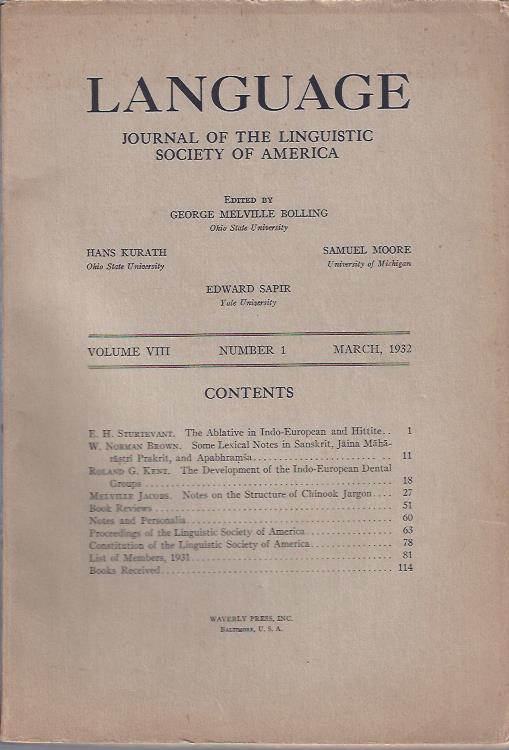 LANGUAGE
JOURNAL OF THE LINGUISTIC
SOCIETY OF AMERICA
EDITED BY
GEORGE MELVILLE BOLLING
Ohio State University
HANS KURATH SAMUEL MOORE
Ohio State University University of Michigan
EDWARD SAPIR
Yale University
VOLUME VIII NUMBER 1 MARCH, 1932
CONTENTS
E. H. STURTEVANT. The Ablative in Indo-European and Hittite.. 1
W. NORMAN BROWN. Some Lexical Notes in Sanskrit, Jāina Māhā-
rāṣṭrī Prakrit, and Apabhraṃśa.............................. 11
ROLAND G. KENT. The Development of the Indo-European Dental
Groups.................................................... 18
MELVILLE JACOBS. Notes on the Structure of Chinook Jargon.... 27
Book Reviews.............................................. 51
Notes and Personalia...................................... 60
Proceedings of the Linguistic Society of America................ 63
Constitution of the Linguistic Society of America................ 78
List of Members, 1931...................................... 81
Books Received............................................ 114
WAVERLY PRESS, INC.
BALTIMORE, U. S. A.